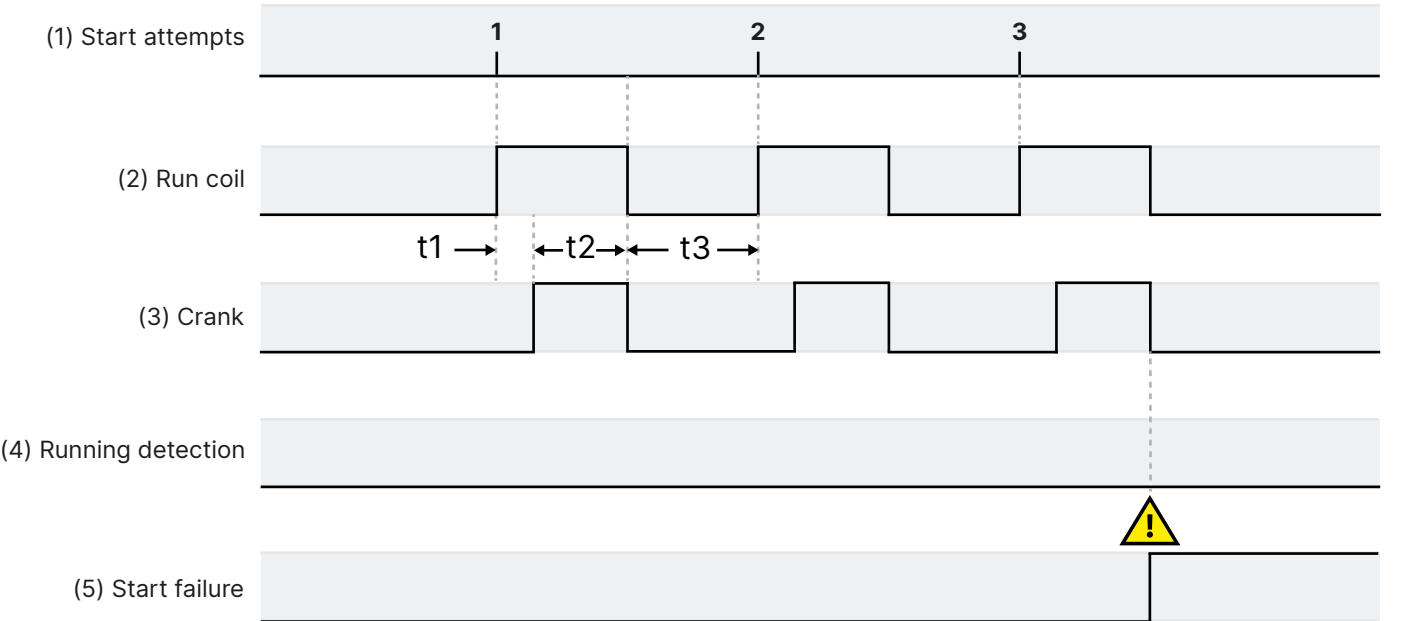 (1) Start attempts
1 2 3
(2) Run coil
t1 t2 t3
(3) Crank
(4) Running detection
!
(5) Start failure